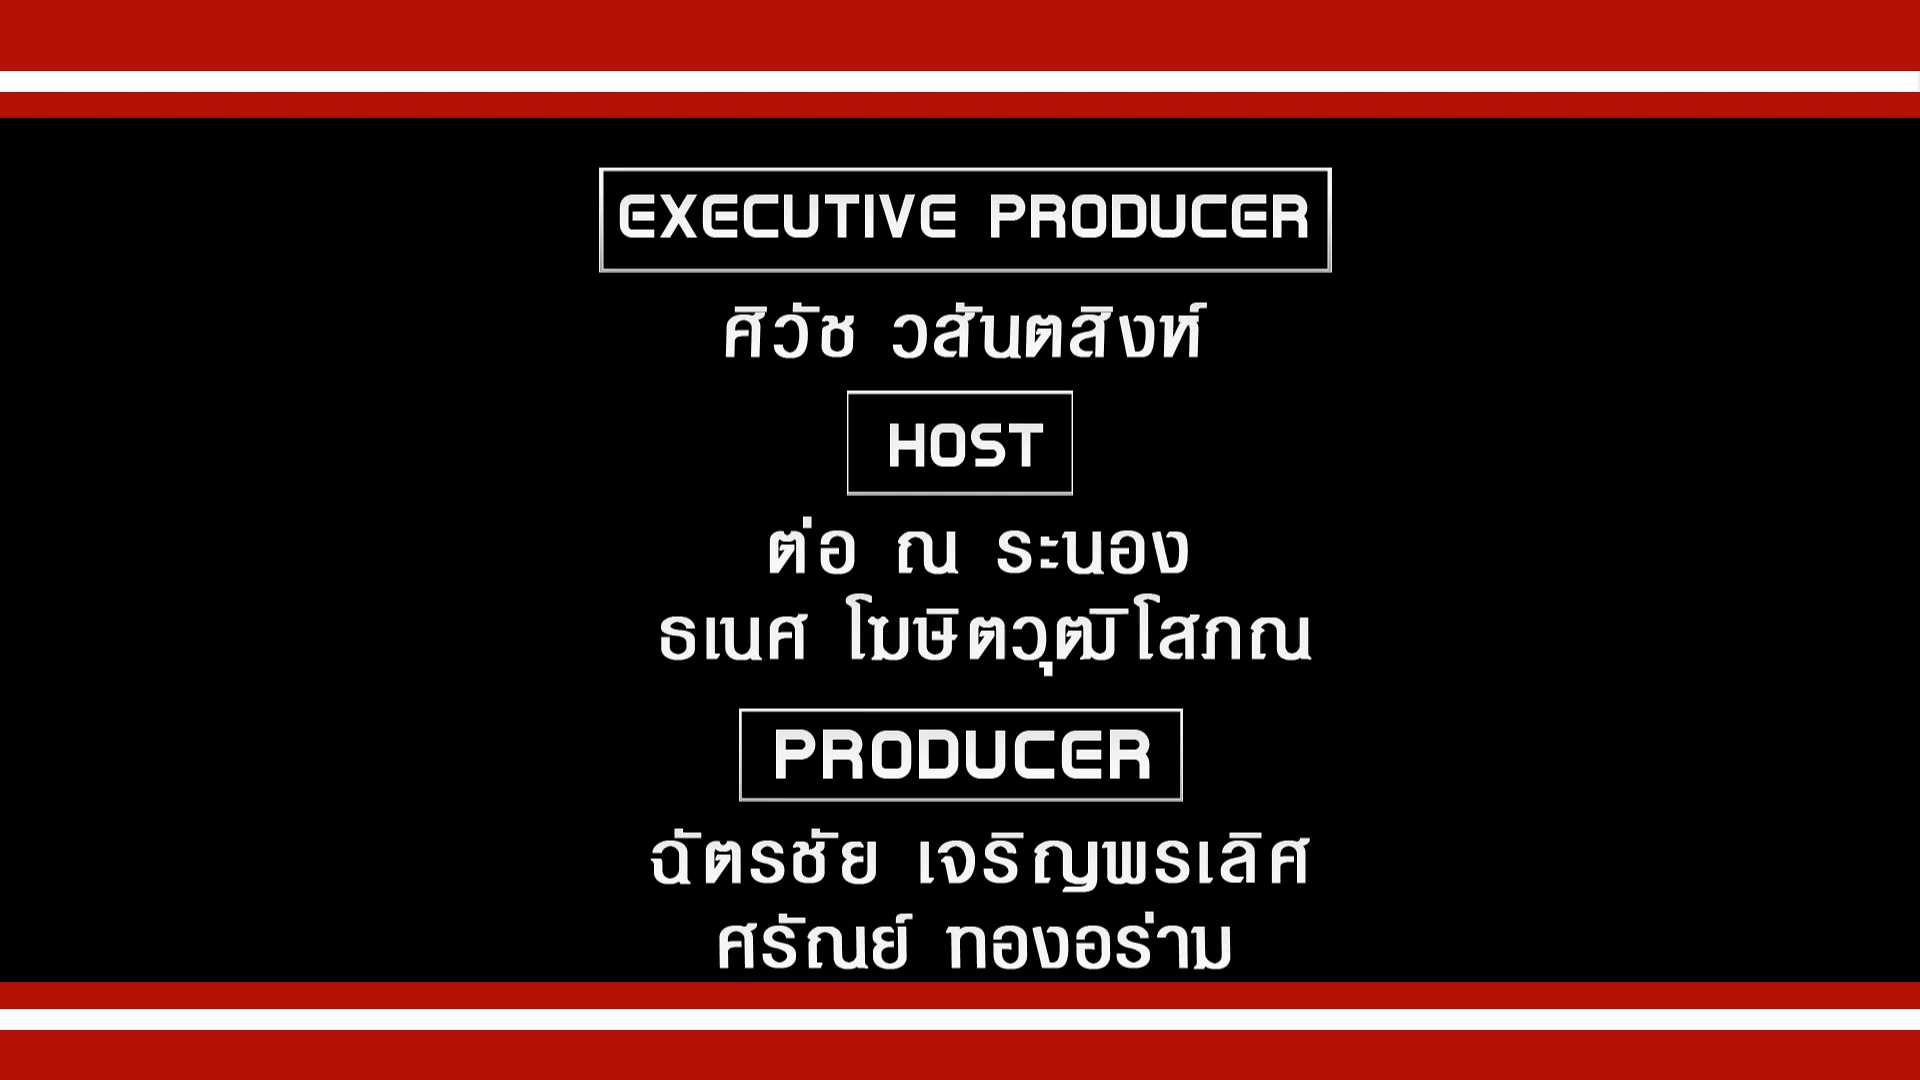 EXECUTIVE PRODUCER
ศิวัช วสันตสิงห์
HOST
ต่อ ณ ระนอง
ธเนศ โฆษิตวุฒิโสภณ
PRODUCER
ฉัตรชัย เจริญพรเลิศ
ศรัณย์ ทองอร่าม